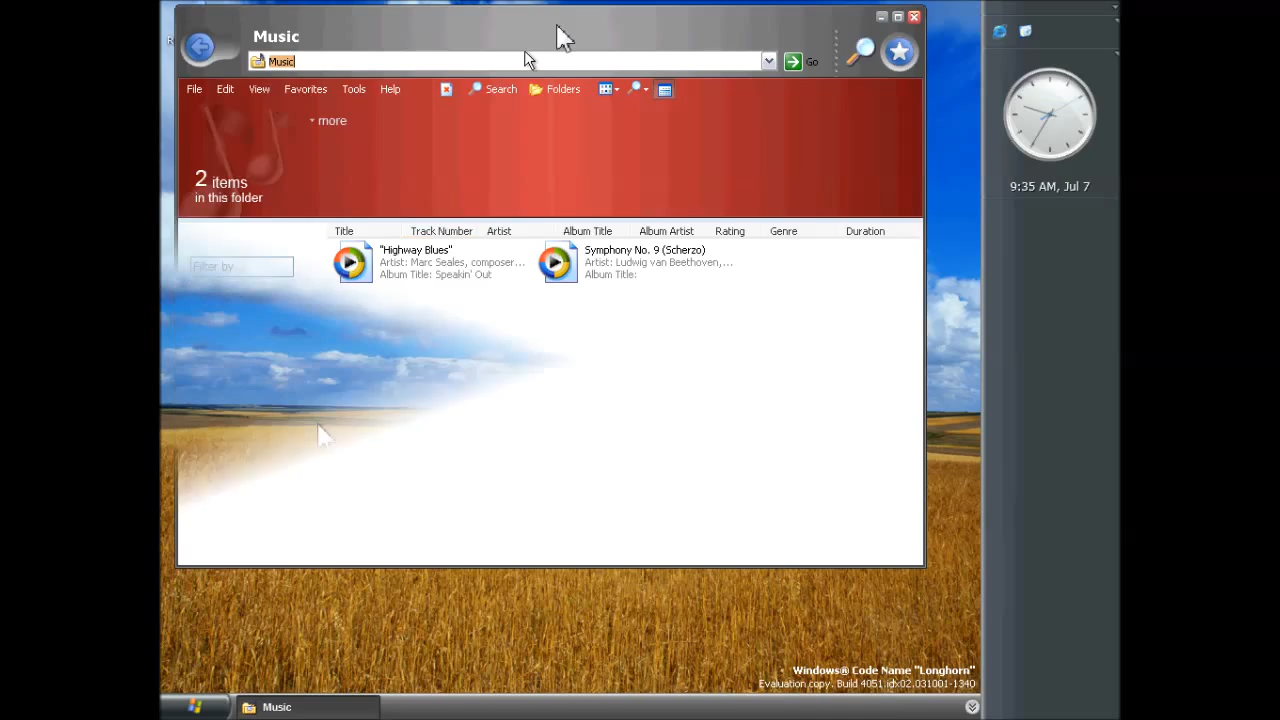 Music
Music
Go
File Edit View Favorites Tools Help Search Folders
more
2 items
in this folder
Title Track Number Artist Album Title Album Artist Rating Genre Duration
Filter by
"Highway Blues"
Artist: Marc Seales, composer...
Album Title: Speakin' Out
Symphony No. 9 (Scherzo)
Artist: Ludwig van Beethoven,...
Album Title:
9:35 AM, Jul 7
Windows® Code Name "Longhorn"
Evaluation copy. Build 4051.idx02.031001-1340
Music